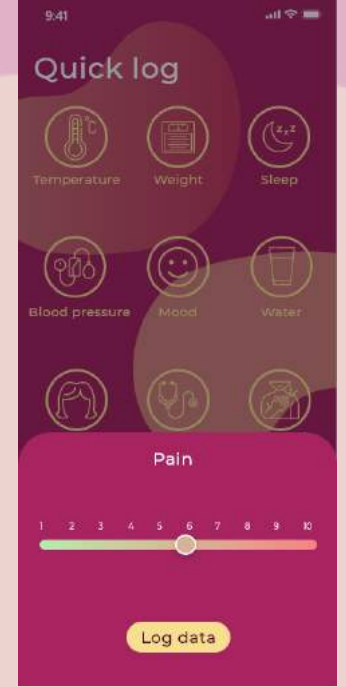 9:41
Quick log
°C
z,z,z
Temperature Weight Sleep
Blood pressure Mood Water
Pain
1 2 3 4 5 6 7 8 9 10
Log data